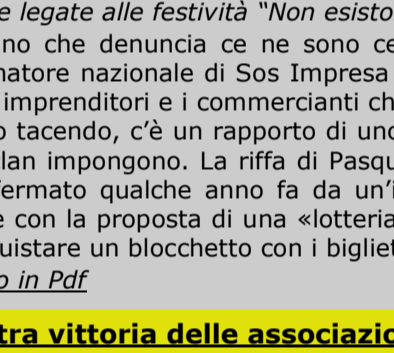 e legate alle festività “Non esisto
no che denuncia ce ne sono ce
natore nazionale di Sos Impresa
imprenditori e i commercianti ch
o tacendo, c’è un rapporto di uno
lan impongono. La riffa di Pasqu
fermato qualche anno fa da un’i
e con la proposta di una «lotteria
uistare un blocchetto con i bigliet
o in Pdf
tra vittoria delle associazio